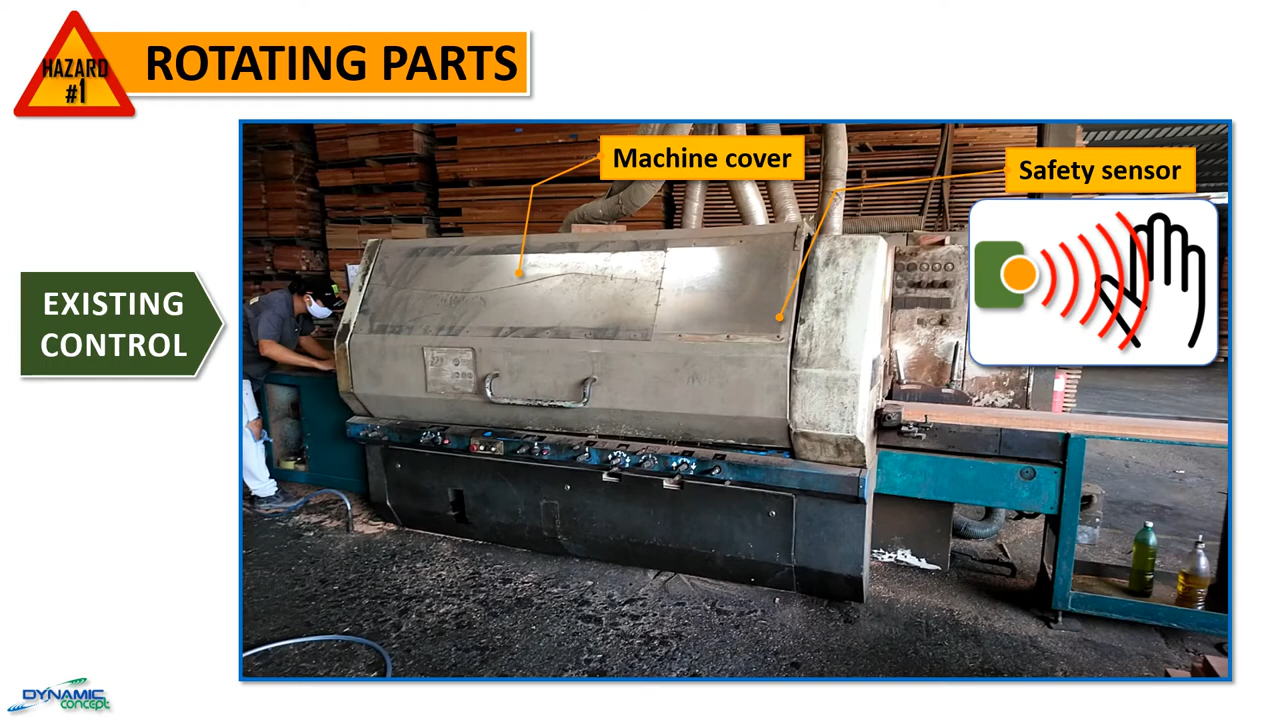 HAZARD
#1
ROTATING PARTS
Machine cover
Safety sensor
EXISTING
CONTROL
DYNAMIC
concept